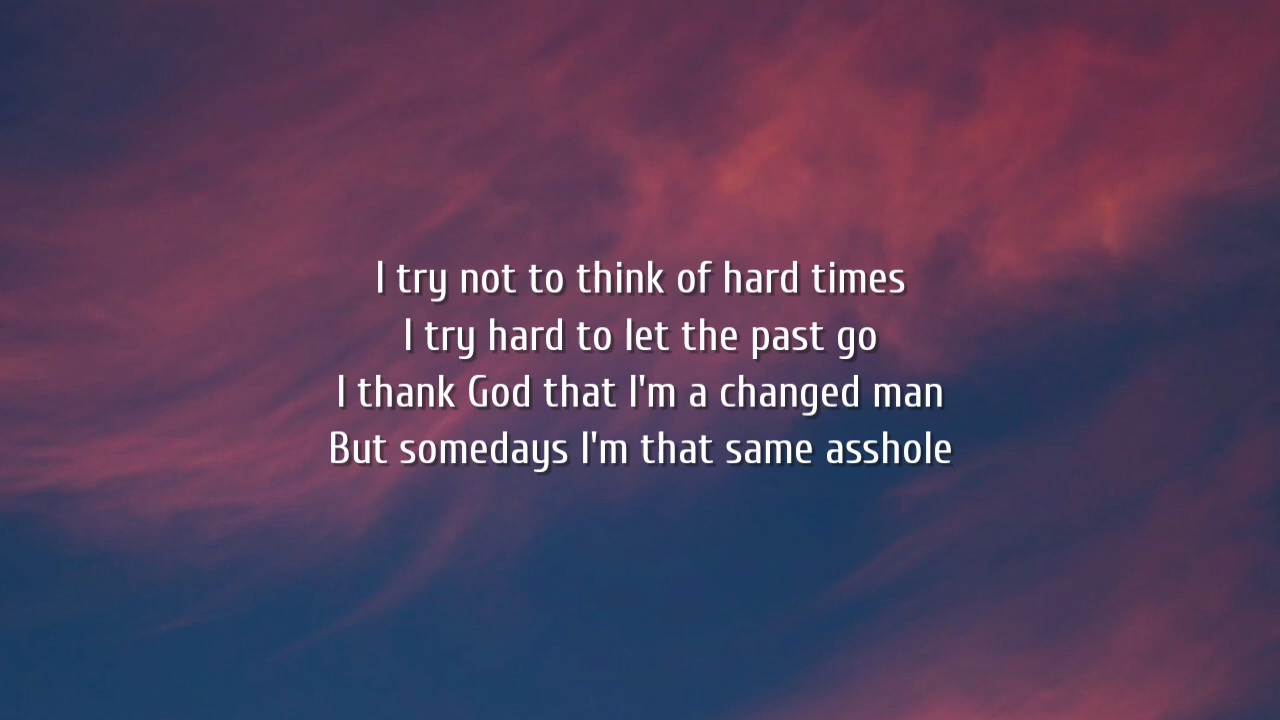 I try not to think of hard times
I try hard to let the past go
I thank God that I'm a changed man
But somedays I'm that same asshole